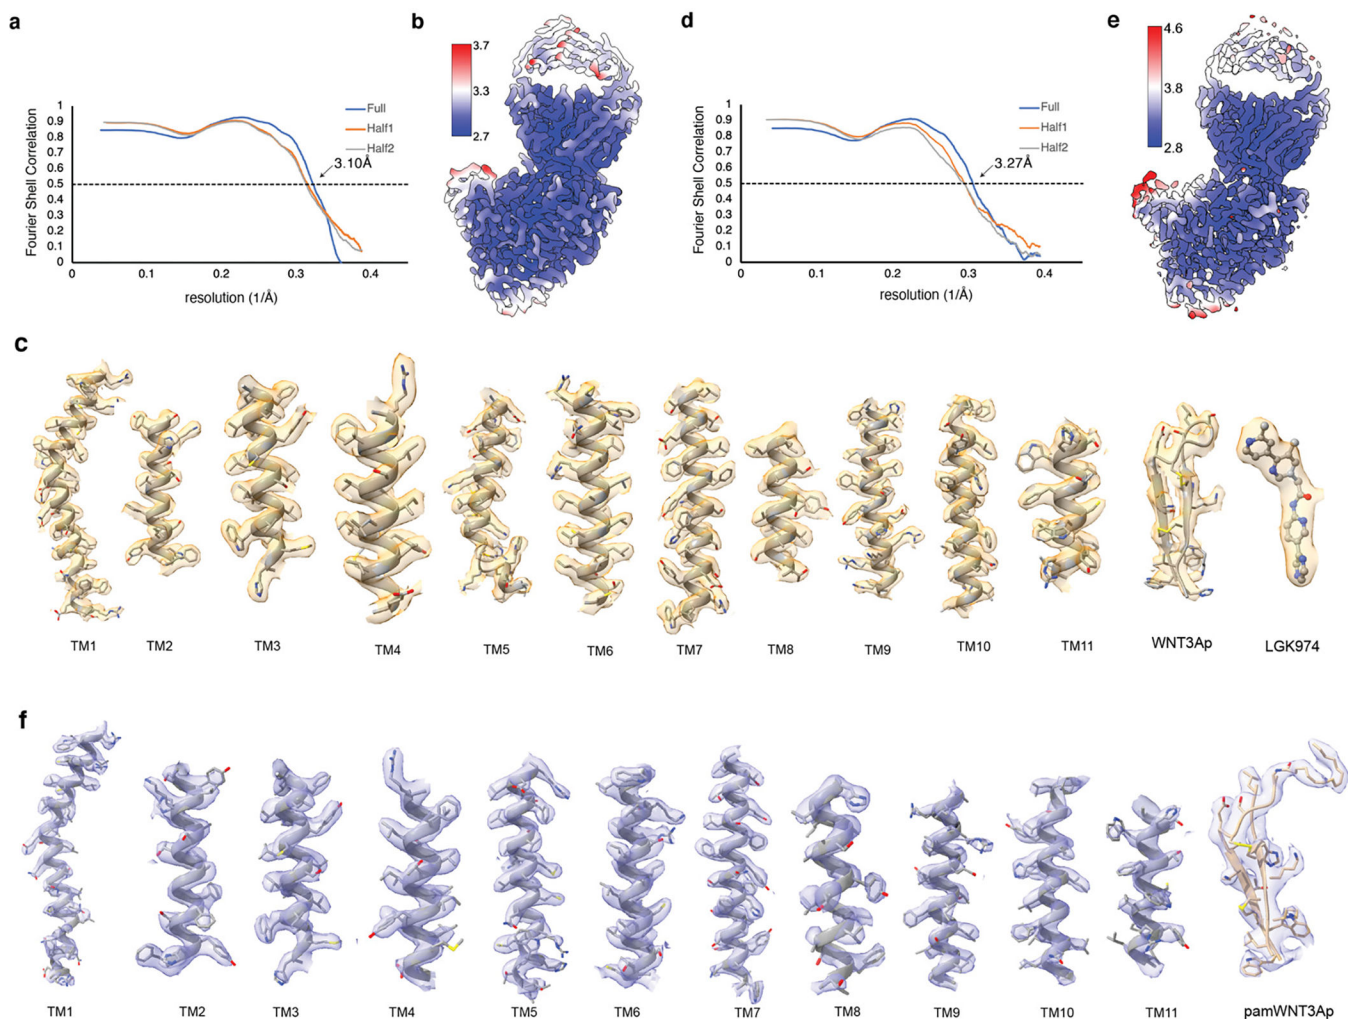 a
Fourier Shell Correlation
1
0.9
0.8
0.7
0.6
0.5
0.4
0.3
0.2
0.1
0
0 0.1 0.2 0.3 0.4
resolution (1/Å)
Full
Half1
Half2
3.10Å
b
3.7
3.3
2.7
d
Fourier Shell Correlation
1
0.9
0.8
0.7
0.6
0.5
0.4
0.3
0.2
0.1
0
0 0.1 0.2 0.3 0.4
resolution (1/Å)
Full
Half1
Half2
3.27Å
e
4.6
3.8
2.8
c
TM1 TM2 TM3 TM4 TM5 TM6 TM7 TM8 TM9 TM10 TM11 WNT3Ap LGK974
f
TM1 TM2 TM3 TM4 TM5 TM6 TM7 TM8 TM9 TM10 TM11 pamWNT3Ap